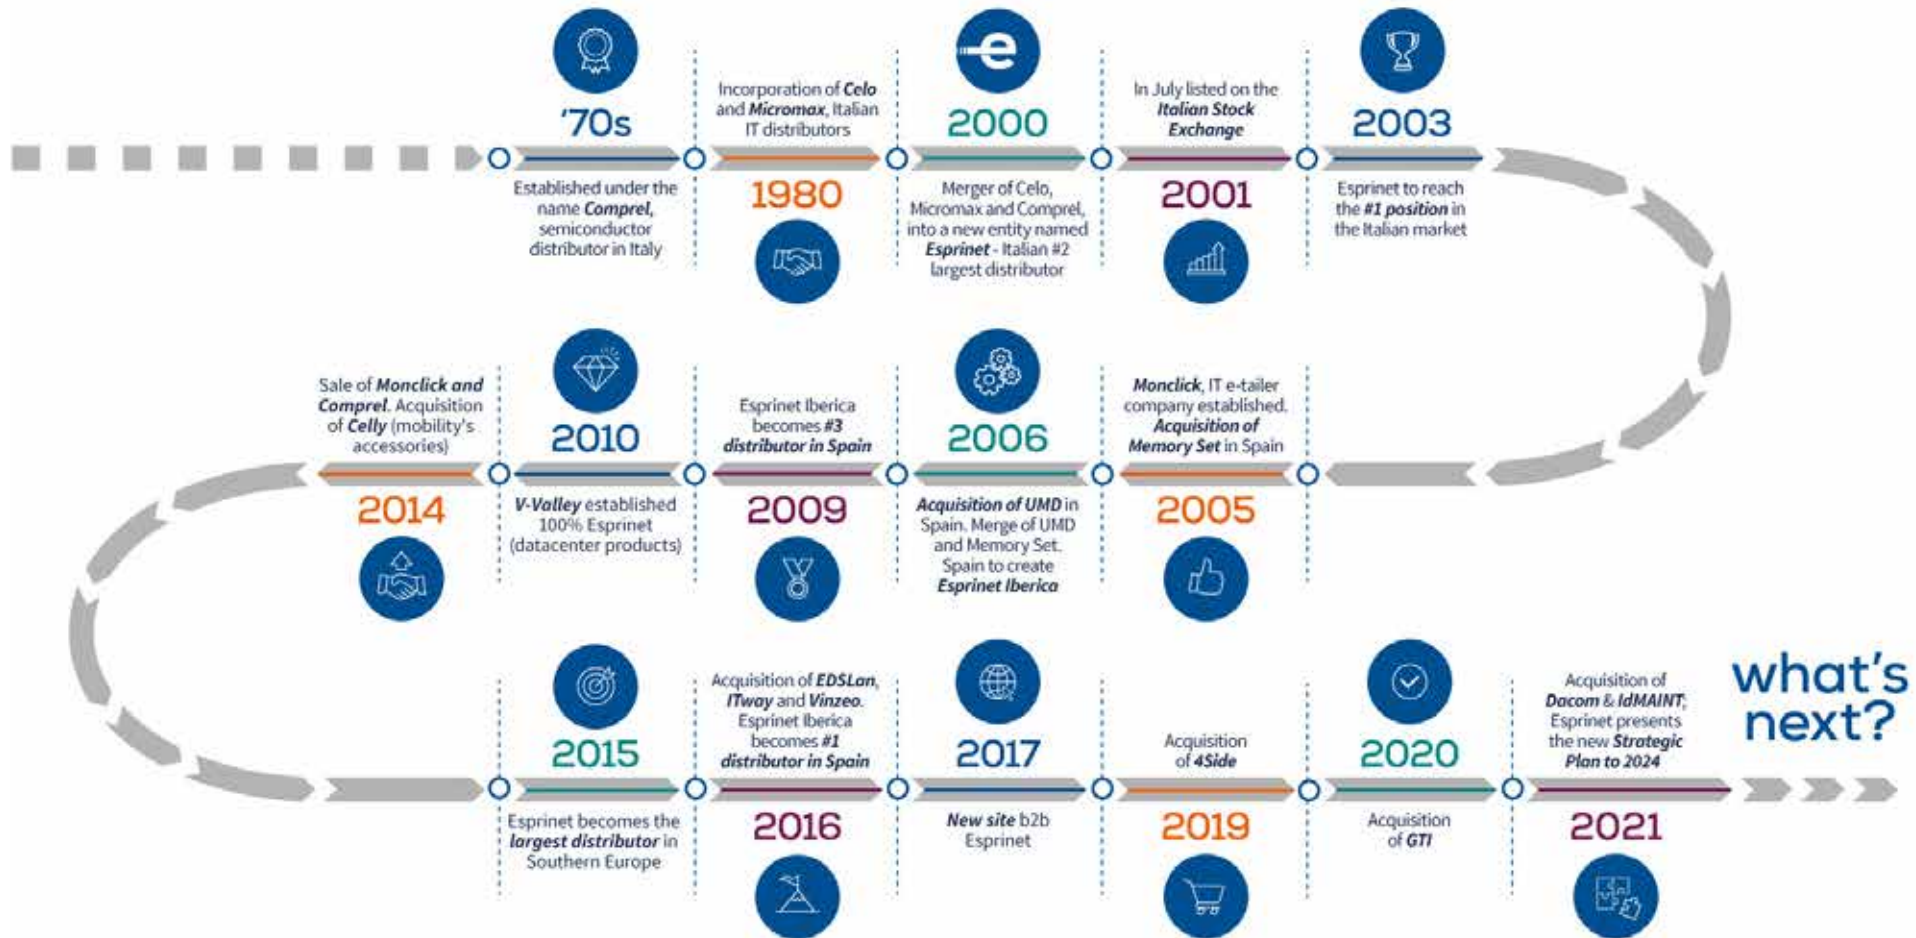 '70s
Established under the
name Comprel,
semiconductor
distributor in Italy
Incorporation of Celo
and Micromax, Italian
IT distributors
1980
e
2000
Merger of Celo,
Micromax and Comprel,
into a new entity named
Esprinet - Italian #2
largest distributor
In July listed on the
Italian Stock
Exchange
2001
2003
Esprinet to reach
the #1 position in
the Italian market
Monclick, IT e-tailer
company established.
Acquisition of
Memory Set in Spain
2005
2006
Acquisition of UMD in
Spain. Merge of UMD
and Memory Set.
Spain to create
Esprinet Iberica
Esprinet Iberica
becomes #3
distributor in Spain
2009
2010
V-Valley established
100% Esprinet
(datacenter products)
Sale of Monclick and
Comprel. Acquisition
of Celly (mobility's
accessories)
2014
2015
Esprinet becomes the
largest distributor in
Southern Europe
Acquisition of EDSLan,
ITway and Vinzeo.
Esprinet Iberica
becomes #1
distributor in Spain
2016
2017
New site b2b
Esprinet
Acquisition
of 4Side
2019
2020
Acquisition
of GTI
Acquisition of
Dacom & IdMAINT;
Esprinet presents
the new Strategic
Plan to 2024
2021
what's
next?